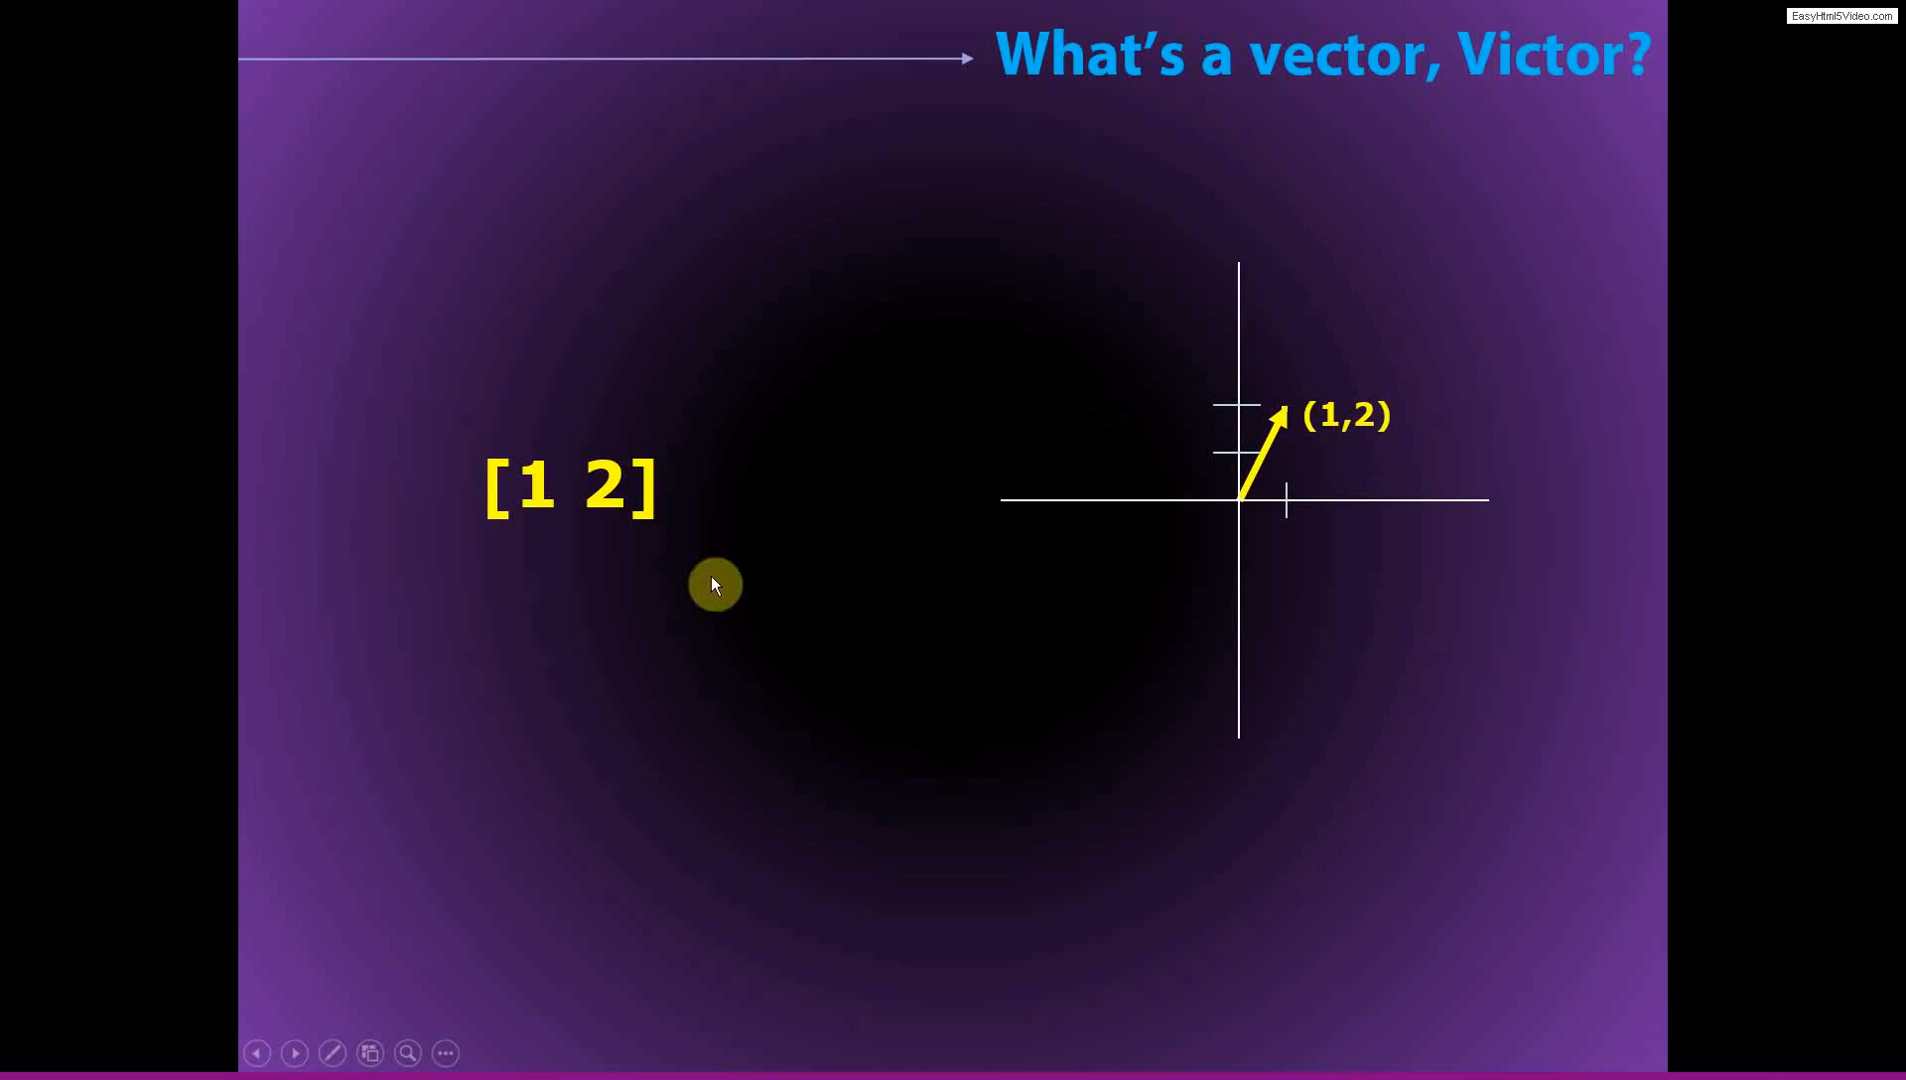 EasyHtml5Video.com
What's a vector, Victor?
(1,2)
[1 2]